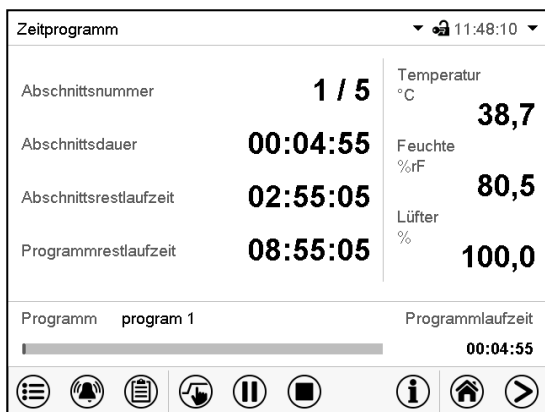 Zeitprogramm 11:48:10
Abschnittsnummer 1 / 5
Abschnittsdauer 00:04:55
Abschnittsrestlaufzeit 02:55:05
Programmrestlaufzeit 08:55:05
Temperatur
°C
38,7
Feuchte
%rF
80,5
Lüfter
%
100,0
Programm program 1 Programmlaufzeit
00:04:55